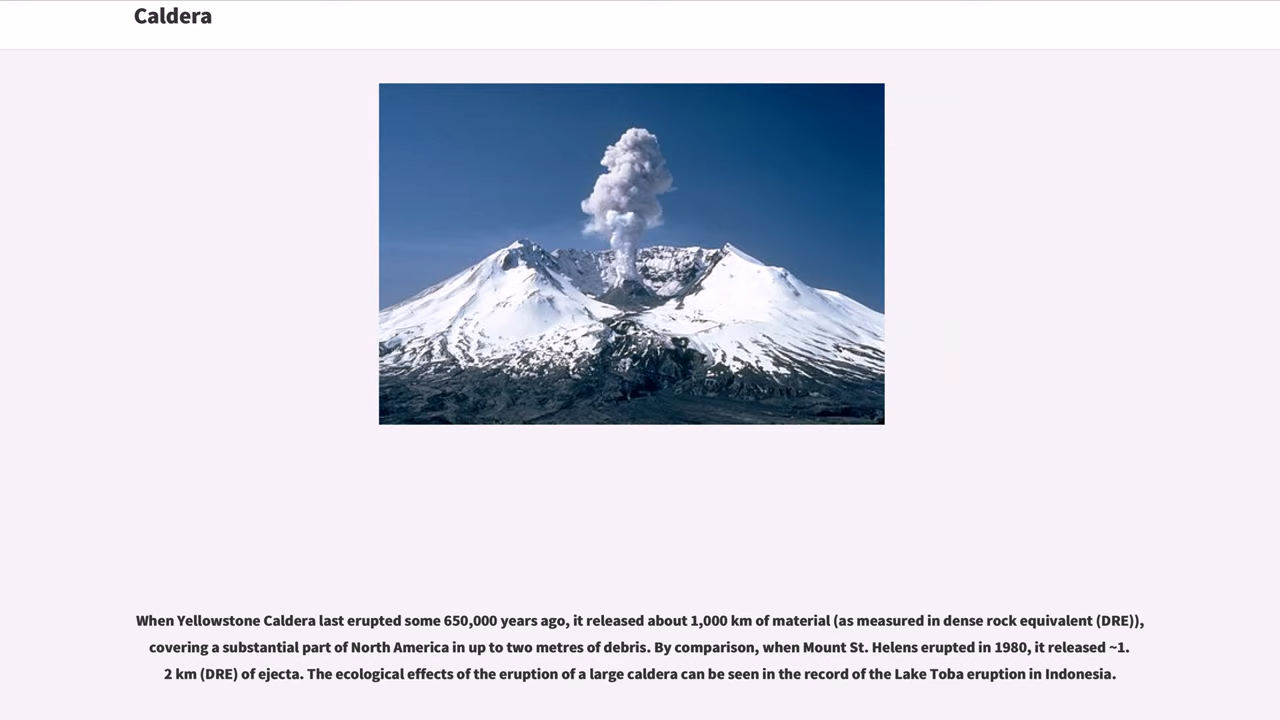 Caldera
When Yellowstone Caldera last erupted some 650,000 years ago, it released about 1,000 km of material (as measured in dense rock equivalent (DRE)),
covering a substantial part of North America in up to two metres of debris. By comparison, when Mount St. Helens erupted in 1980, it released ~1.
2 km (DRE) of ejecta. The ecological effects of the eruption of a large caldera can be seen in the record of the Lake Toba eruption in Indonesia.